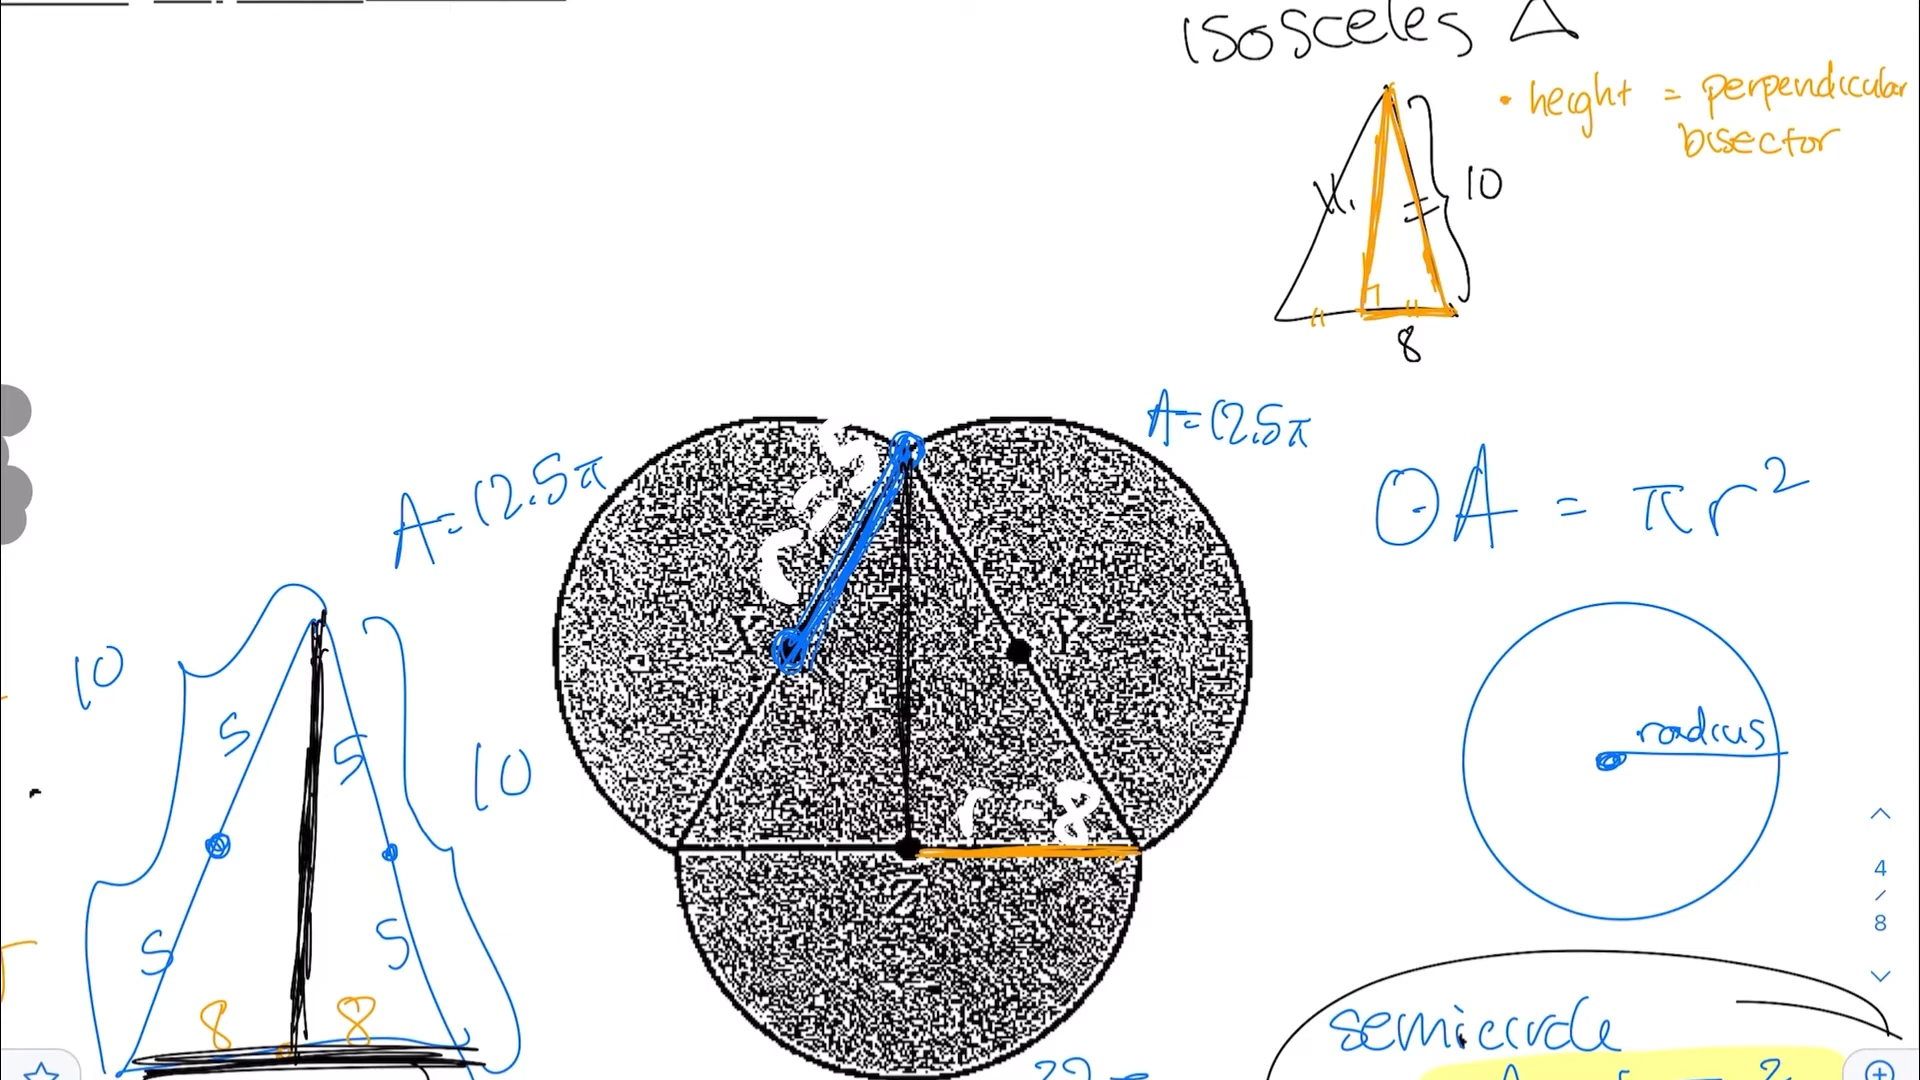 isosceles △
• height = perpendicular
bisector
10
8
A=12.5π
A=12.5π
⊙A = πr²
r=5
X
Y
10
5
5
10
radius
r=8
Z
4
/
8
5
5
8
8
semicircle